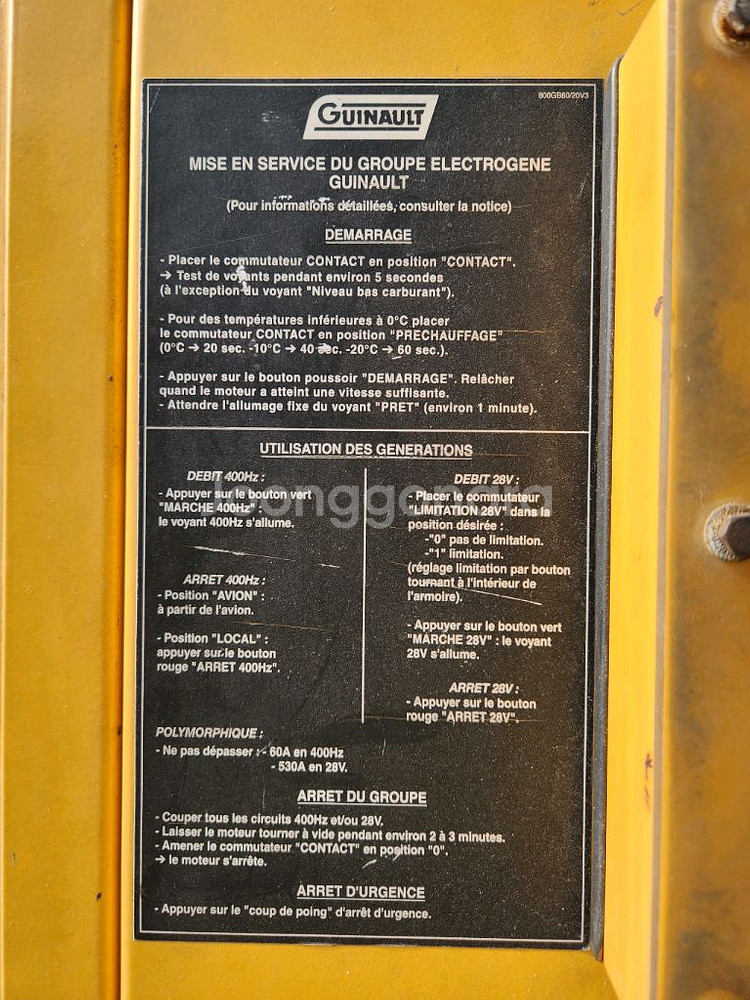 GUINAULT
800GB60/20V3
MISE EN SERVICE DU GROUPE ELECTROGENE
GUINAULT
(Pour informations détaillées, consulter la notice)
DEMARRAGE
- Placer le commutateur CONTACT en position "CONTACT".
→ Test de voyants pendant environ 5 secondes
(à l'exception du voyant "Niveau bas carburant").
- Pour des températures inférieures à 0°C placer
le commutateur CONTACT en position "PRECHAUFFAGE"
(0°C → 20 sec. -10°C → 40 sec. -20°C → 60 sec.).
- Appuyer sur le bouton poussoir "DEMARRAGE". Relâcher
quand le moteur a atteint une vitesse suffisante.
- Attendre l'allumage fixe du voyant "PRET" (environ 1 minute).
UTILISATION DES GENERATIONS
DEBIT 400Hz :
- Appuyer sur le bouton vert
"MARCHE 400Hz" :
le voyant 400Hz s'allume.
ARRET 400Hz :
- Position "AVION" :
à partir de l'avion.
- Position "LOCAL" :
appuyer sur le bouton
rouge "ARRET 400Hz".
DEBIT 28V :
- Placer le commutateur
"LIMITATION 28V" dans la
position désirée :
-"0" pas de limitation.
-"1" limitation.
(réglage limitation par bouton
tournant à l'intérieur de
l'armoire).
- Appuyer sur le bouton vert
"MARCHE 28V" : le voyant
28V s'allume.
ARRET 28V :
- Appuyer sur le bouton
rouge "ARRET 28V".
POLYMORPHIQUE :
- Ne pas dépasser : - 60A en 400Hz
- 530A en 28V.
ARRET DU GROUPE
- Couper tous les circuits 400Hz et/ou 28V.
- Laisser le moteur tourner à vide pendant environ 2 à 3 minutes.
- Amener le commutateur "CONTACT" en position "0".
→ le moteur s'arrête.
ARRET D'URGENCE
- Appuyer sur le "coup de poing" d'arrêt d'urgence.